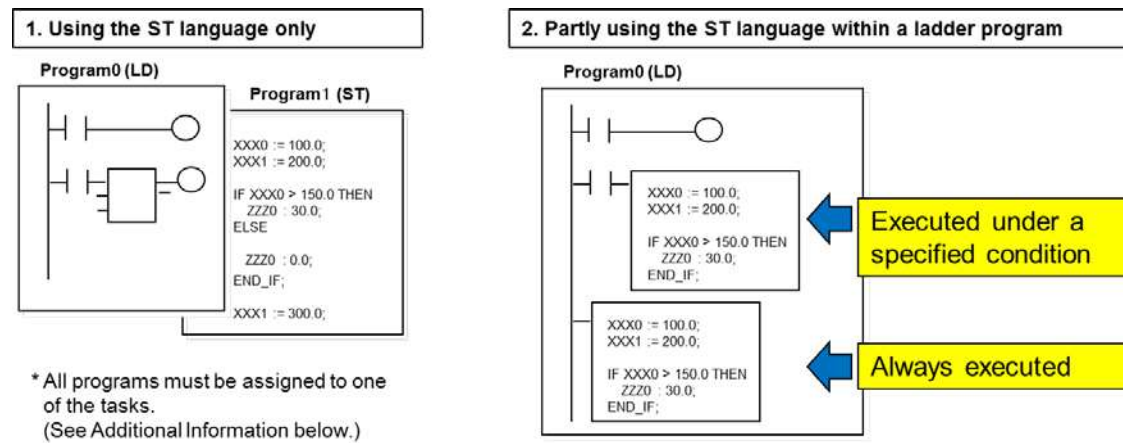 1. Using the ST language only
Program0 (LD)
Program1 (ST)
XXX0 := 100.0;
XXX1 := 200.0;
IF XXX0 > 150.0 THEN
ZZZ0 : 30.0;
ELSE
ZZZ0 : 0.0;
END_IF;
XXX1 := 300.0;
* All programs must be assigned to one
of the tasks.
(See Additional Information below.)
2. Partly using the ST language within a ladder program
Program0 (LD)
XXX0 := 100.0;
XXX1 := 200.0;
IF XXX0 > 150.0 THEN
ZZZ0 : 30.0;
END_IF;
Executed under a
specified condition
XXX0 := 100.0;
XXX1 := 200.0;
IF XXX0 > 150.0 THEN
ZZZ0 : 30.0;
END_IF;
Always executed